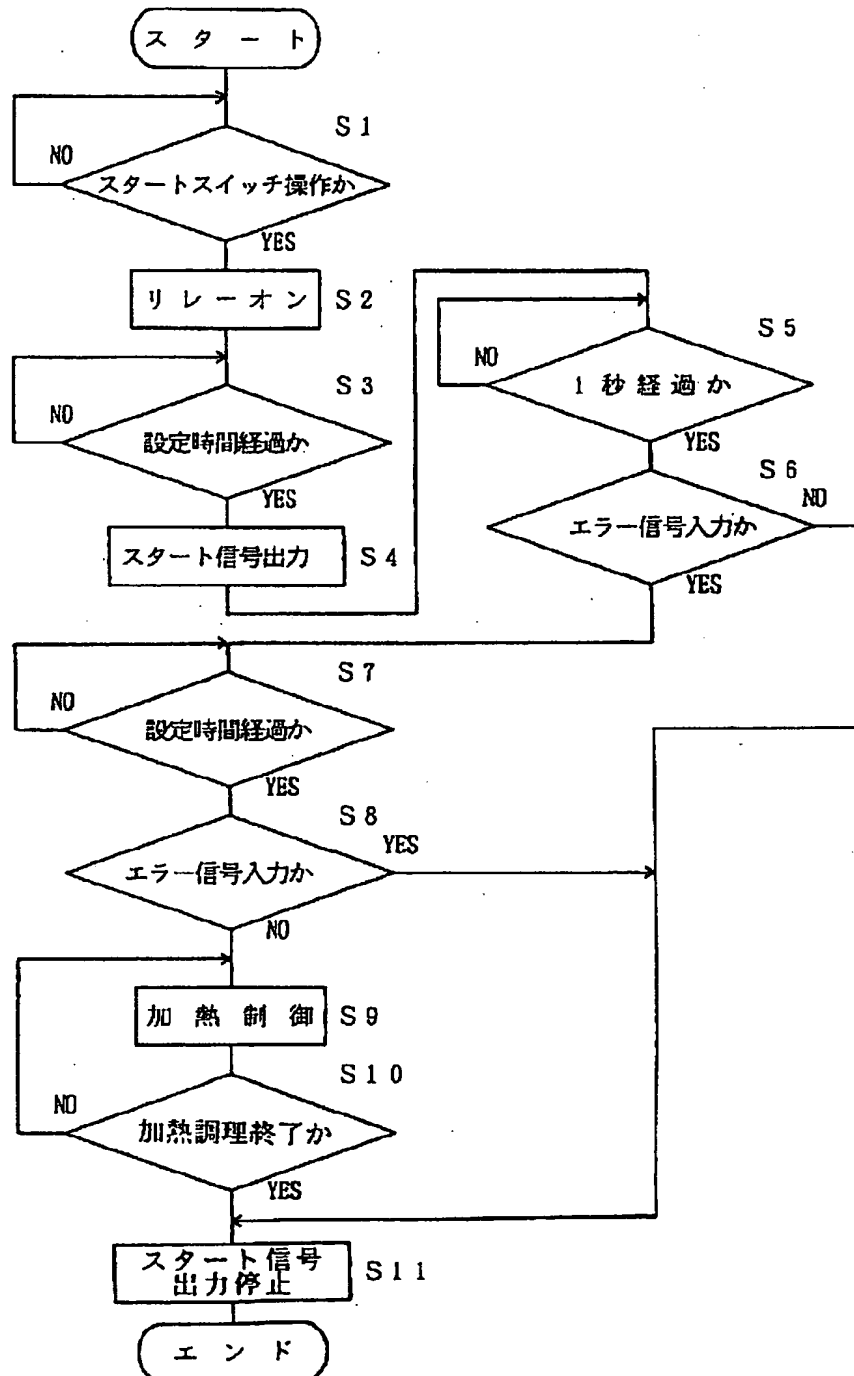 スタート
S1
NO
スタートスイッチ操作か
YES
リレーオン
S2
S3
NO
設定時間経過か
YES
スタート信号出力
S4
S5
NO
1秒経過か
YES
S6
NO
エラー信号入力か
YES
S7
NO
設定時間経過か
YES
S8
YES
エラー信号入力か
NO
加熱制御
S9
S10
NO
加熱調理終了か
YES
スタート信号
出力停止
S11
エンド